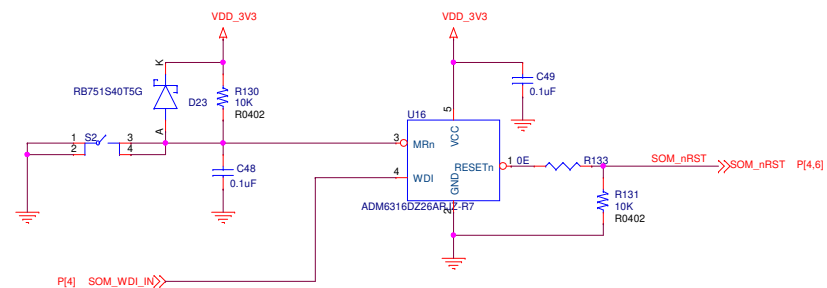 VDD_3V3
VDD_3V3
K
RB751S40T5G
D23
R130
10K
R0402
C49
0.1uF
A
U16
5
VCC
1
S2
3
2
4
3
MRn
C48
0.1uF
RESETn
1
0E
R133
SOM_nRST
SOM_nRST
P[4,6]
4
WDI
GND
2
R131
10K
R0402
ADM6316DZ26ARJZ-R7
P[4]
SOM_WDI_IN